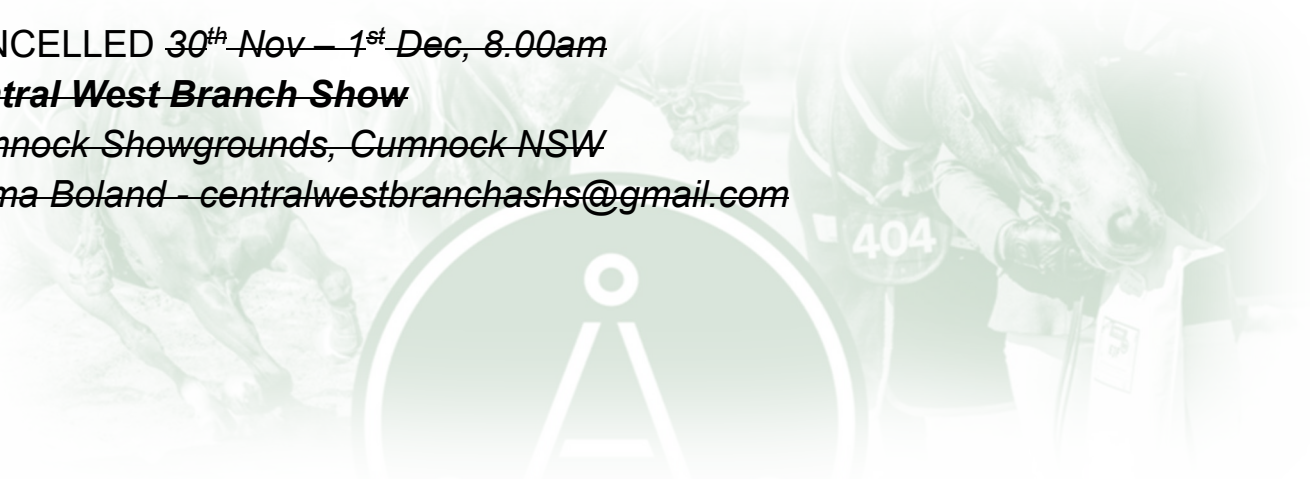 NCELLED 30th Nov – 1st Dec, 8.00am
tral West Branch Show
nnock Showgrounds, Cumnock NSW
ma Boland - centralwestbranchashs@gmail.com
404
A